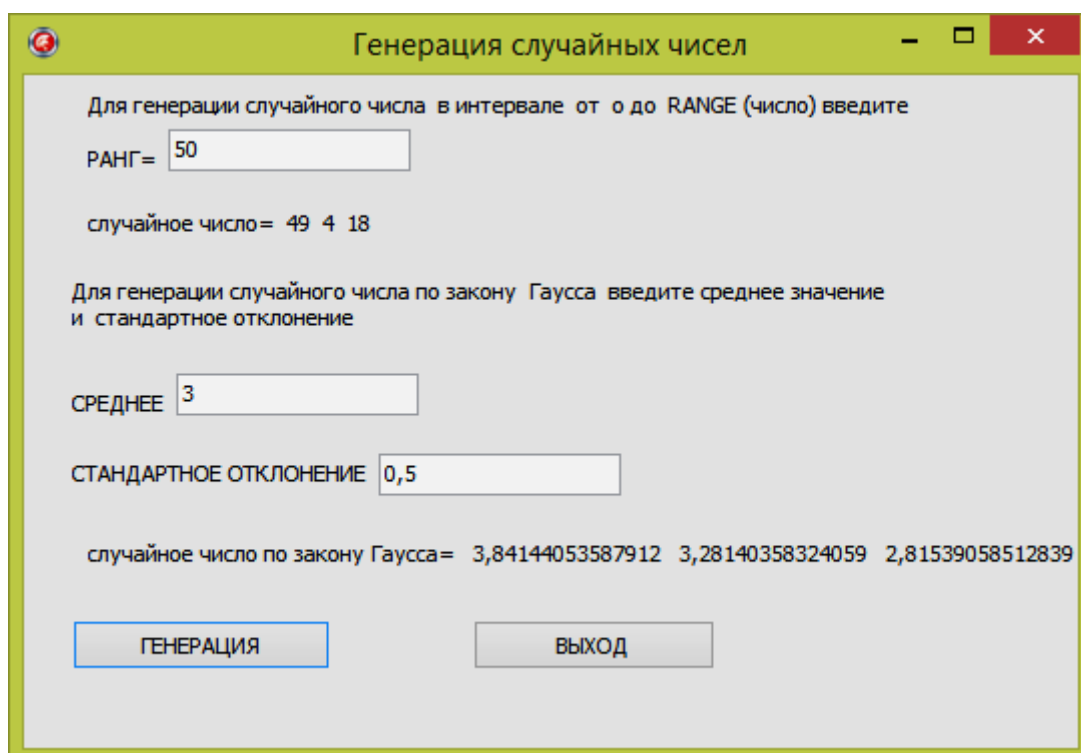 Генерация случайных чисел
Для генерации случайного числа в интервале от о до RANGE (число) введите
РАНГ= 50
случайное число= 49 4 18
Для генерации случайного числа по закону Гаусса введите среднее значение
и стандартное отклонение
СРЕДНЕЕ 3
СТАНДАРТНОЕ ОТКЛОНЕНИЕ 0,5
случайное число по закону Гаусса= 3,84144053587912 3,28140358324059 2,81539058512839
ГЕНЕРАЦИЯ ВЫХОД